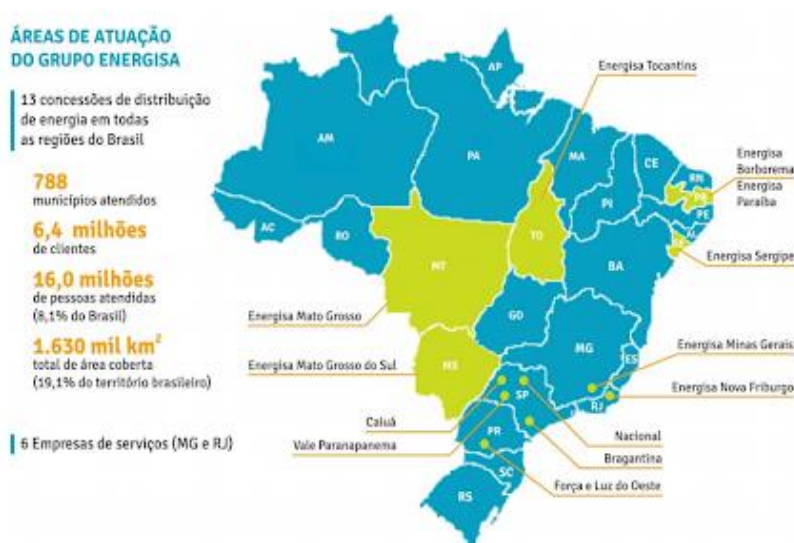 ÁREAS DE ATUAÇÃO
DO GRUPO ENERGISA
13 concessões de distribuição
de energia em todas
as regiões do Brasil
788
municípios atendidos
6,4 milhões
de clientes
16,0 milhões
de pessoas atendidas
(8,1% do Brasil)
1.630 mil km²
total de área coberta
(19,1% do território brasileiro)
6 Empresas de serviços (MG e RJ)
AP
AM
PA
MA
CE
RN
PB
PE
AL
SE
PI
AC
RO
MT
TO
BA
GO
MG
ES
MS
SP
RJ
PR
SC
RS
Energisa Tocantins
Energisa
Borborema
Energisa
Paraíba
Energisa Sergipe
Energisa Mato Grosso
Energisa Mato Grosso do Sul
Energisa Minas Gerais
Energisa Nova Friburgo
Caiuá
Vale Paranapanema
Nacional
Bragantina
Força e Luz do Oeste